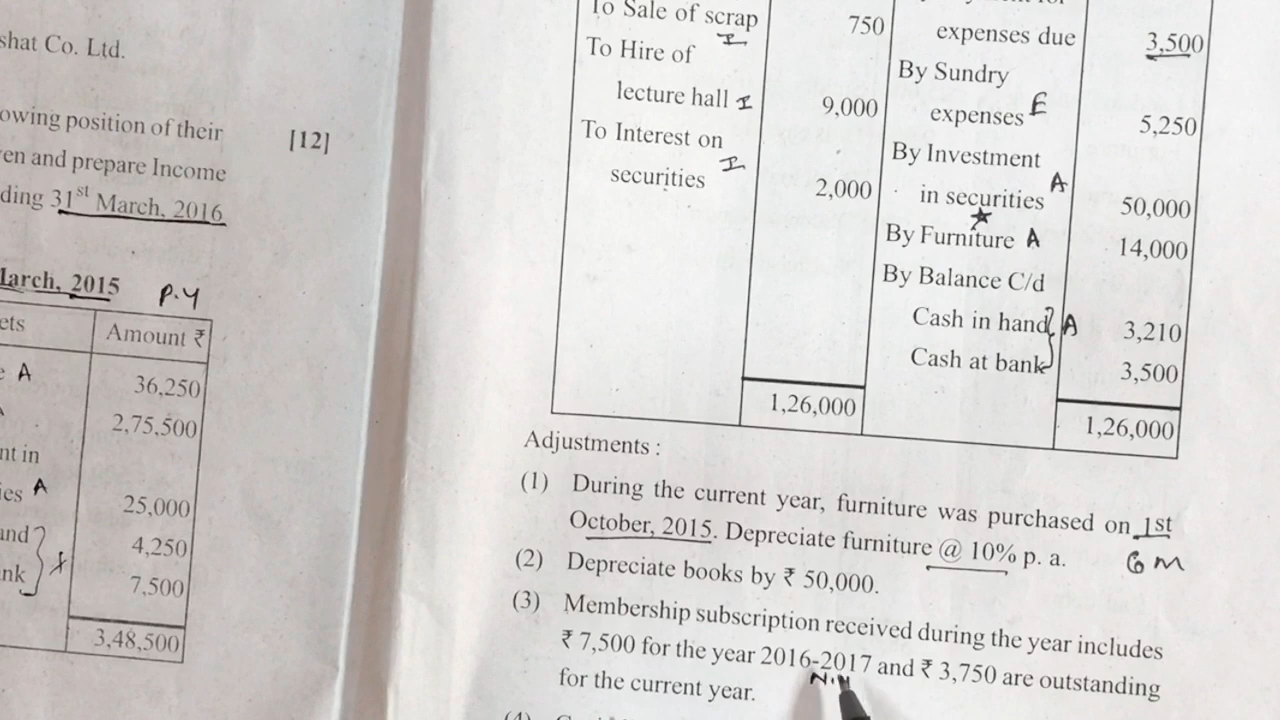 shat Co. Ltd.
owing position of their [12]
en and prepare Income
ding 31st March, 2016
March, 2015 P.Y
ets Amount ₹
e A 36,250
2,75,500
nt in
ies A 25,000
and 4,250
nk 7,500
3,48,500
To Sale of scrap 750
I
To Hire of
lecture hall I 9,000
To Interest on
I
securities 2,000
1,26,000
expenses due 3,500
By Sundry
expenses E 5,250
By Investment
in securities A 50,000
By Furniture A 14,000
By Balance C/d
Cash in hand A 3,210
Cash at bank 3,500
1,26,000
Adjustments :
(1) During the current year, furniture was purchased on 1st
October, 2015. Depreciate furniture @ 10% p. a. 6 M
(2) Depreciate books by ₹ 50,000.
(3) Membership subscription received during the year includes
₹ 7,500 for the year 2016-2017 and ₹ 3,750 are outstanding
for the current year.